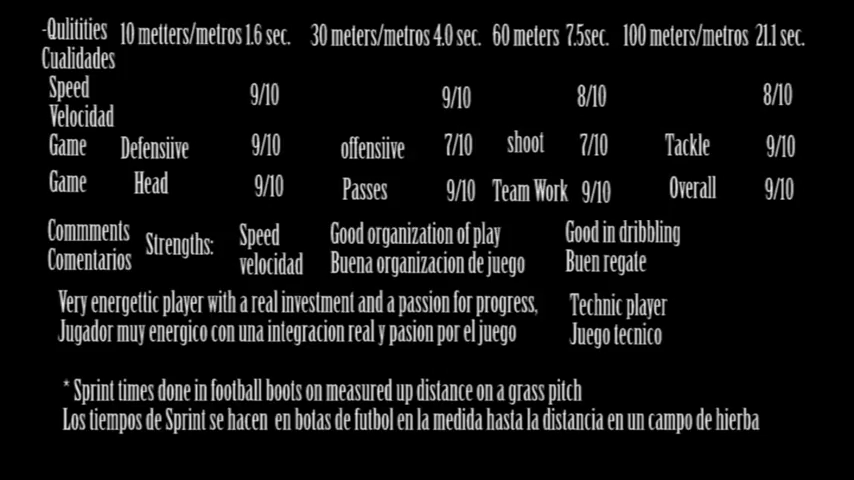 -Qulitities 10 metters/metros 1.6 sec. 30 meters/metros 4.0 sec. 60 meters 7.5sec. 100 meters/metros 21.1 sec.
Cualidades
Speed 9/10 9/10 8/10 8/10
Velocidad
Game Defensiive 9/10 offensiive 7/10 shoot 7/10 Tackle 9/10
Game Head 9/10 Passes 9/10 Team Work 9/10 Overall 9/10
Commments Strengths: Speed Good organization of play Good in dribbling
Comentarios velocidad Buena organizacion de juego Buen regate
Very energettic player with a real investment and a passion for progress, Technic player
Jugador muy energico con una integracion real y pasion por el juego Juego tecnico
* Sprint times done in football boots on measured up distance on a grass pitch
Los tiempos de Sprint se hacen en botas de futbol en la medida hasta la distancia en un campo de hierba